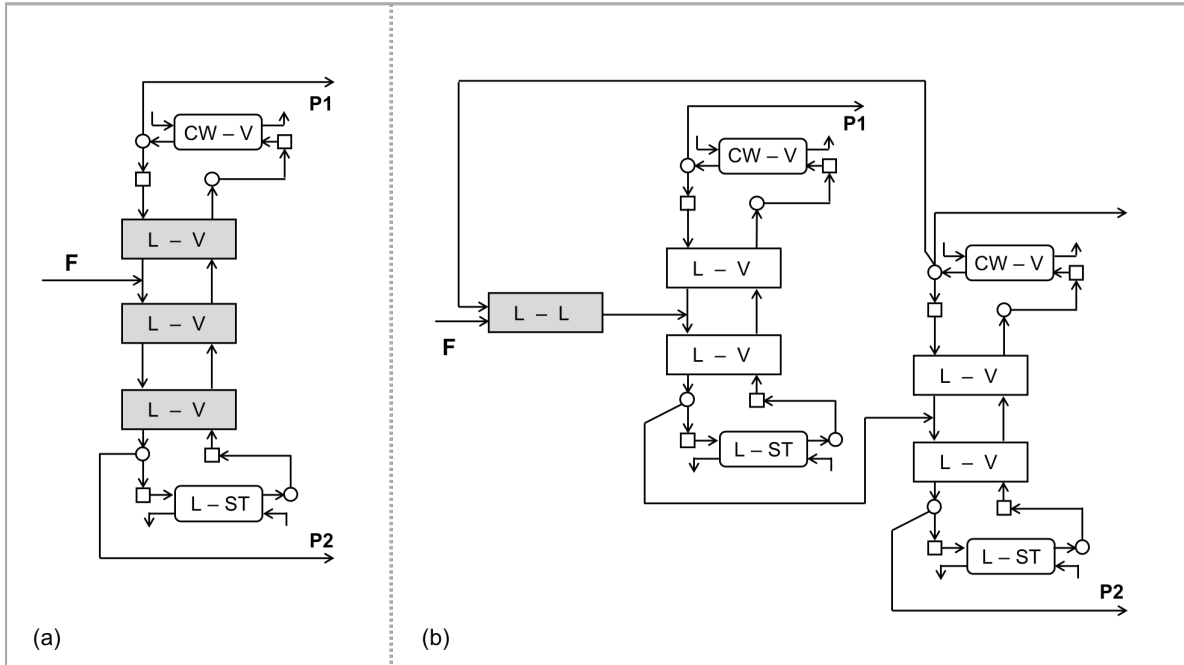 P1
CW – V
L – V
F
L – V
L – V
L – ST
P2
(a)
P1
CW – V
L – V
L – L
F
L – V
L – ST
CW – V
L – V
L – V
L – ST
P2
(b)